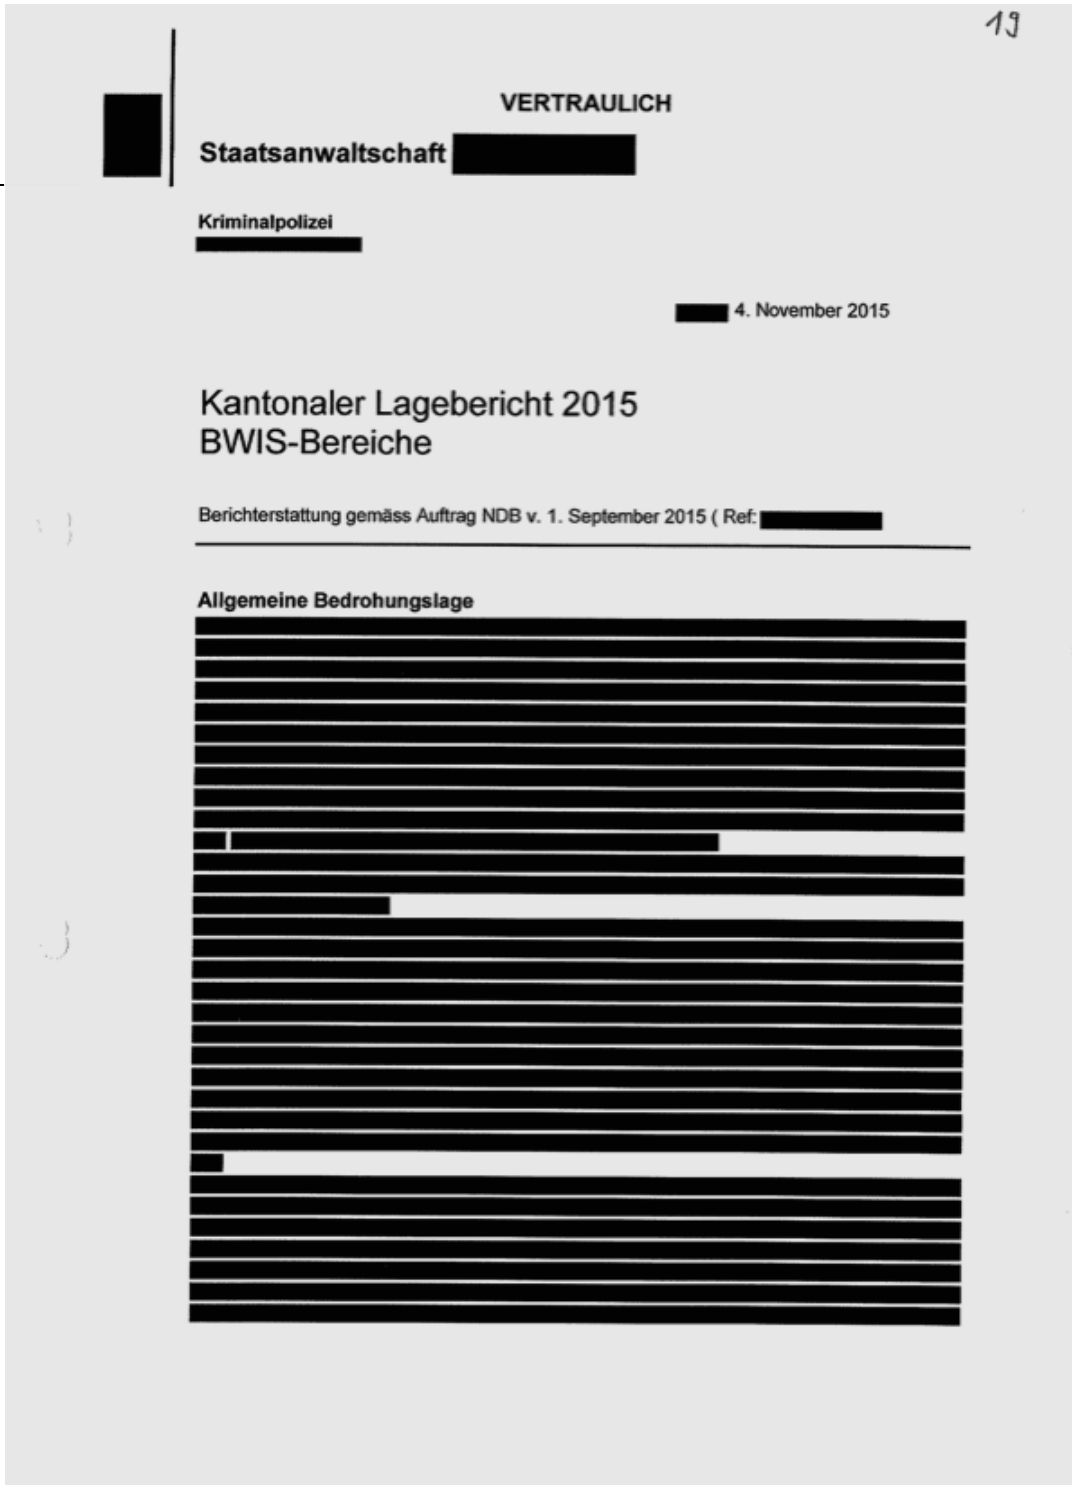 19
VERTRAULICH
Staatsanwaltschaft
Kriminalpolizei
4. November 2015
Kantonaler Lagebericht 2015
BWIS-Bereiche
Berichterstattung gemäss Auftrag NDB v. 1. September 2015 ( Ref:
Allgemeine Bedrohungslage